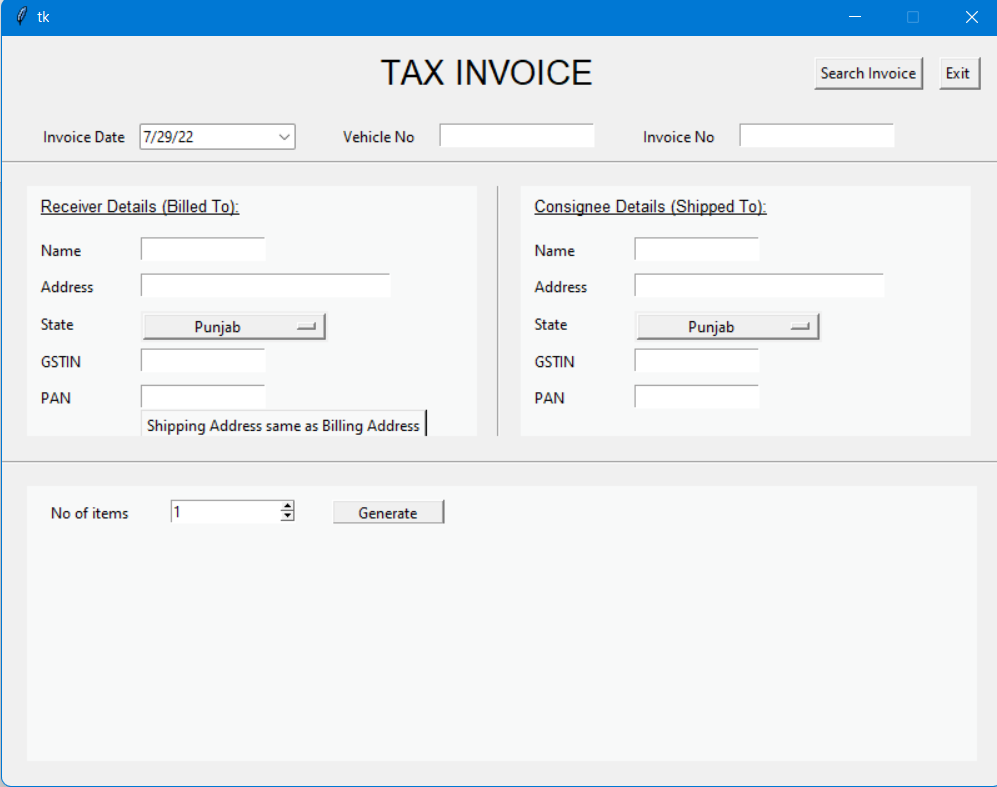 tk
TAX INVOICE
Search Invoice Exit
Invoice Date 7/29/22 Vehicle No Invoice No
Receiver Details (Billed To):
Name
Address
State Punjab
GSTIN
PAN
Shipping Address same as Billing Address
Consignee Details (Shipped To):
Name
Address
State Punjab
GSTIN
PAN
No of items 1 Generate